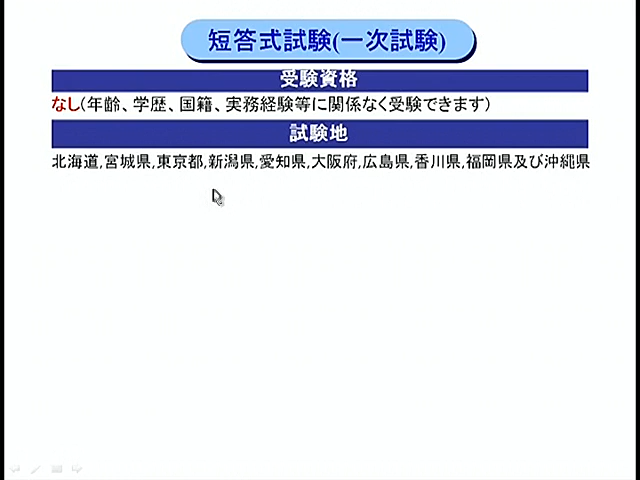 短答式試験(一次試験)
受験資格
なし(年齢、学歴、国籍、実務経験等に関係なく受験できます)
試験地
北海道,宮城県,東京都,新潟県,愛知県,大阪府,広島県,香川県,福岡県及び沖縄県